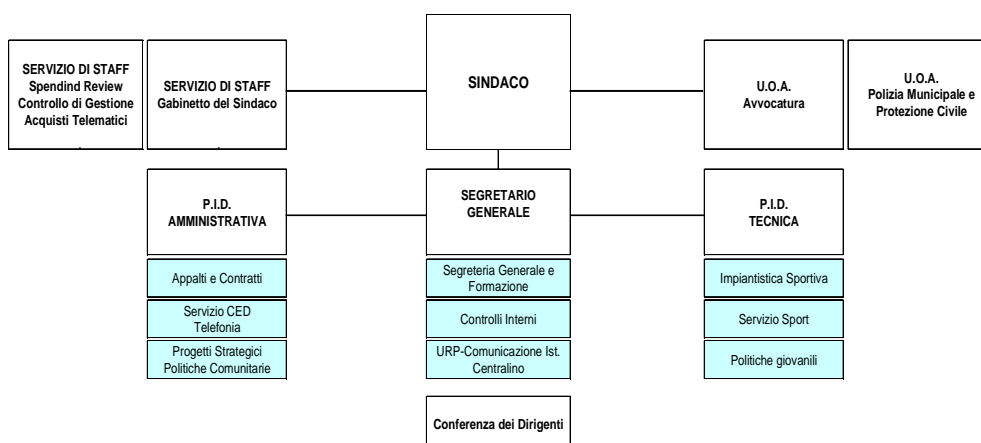 SERVIZIO DI STAFF
Spendind Review
Controllo di Gestione
Acquisti Telematici
SERVIZIO DI STAFF
Gabinetto del Sindaco
SINDACO
U.O.A.
Avvocatura
U.O.A.
Polizia Municipale e
Protezione Civile
P.I.D.
AMMINISTRATIVA
SEGRETARIO
GENERALE
P.I.D.
TECNICA
Appalti e Contratti
Segreteria Generale e
Formazione
Impiantistica Sportiva
Servizio CED
Telefonia
Controlli Interni
Servizio Sport
Progetti Strategici
Politiche Comunitarie
URP-Comunicazione Ist.
Centralino
Politiche giovanili
Conferenza dei Dirigenti